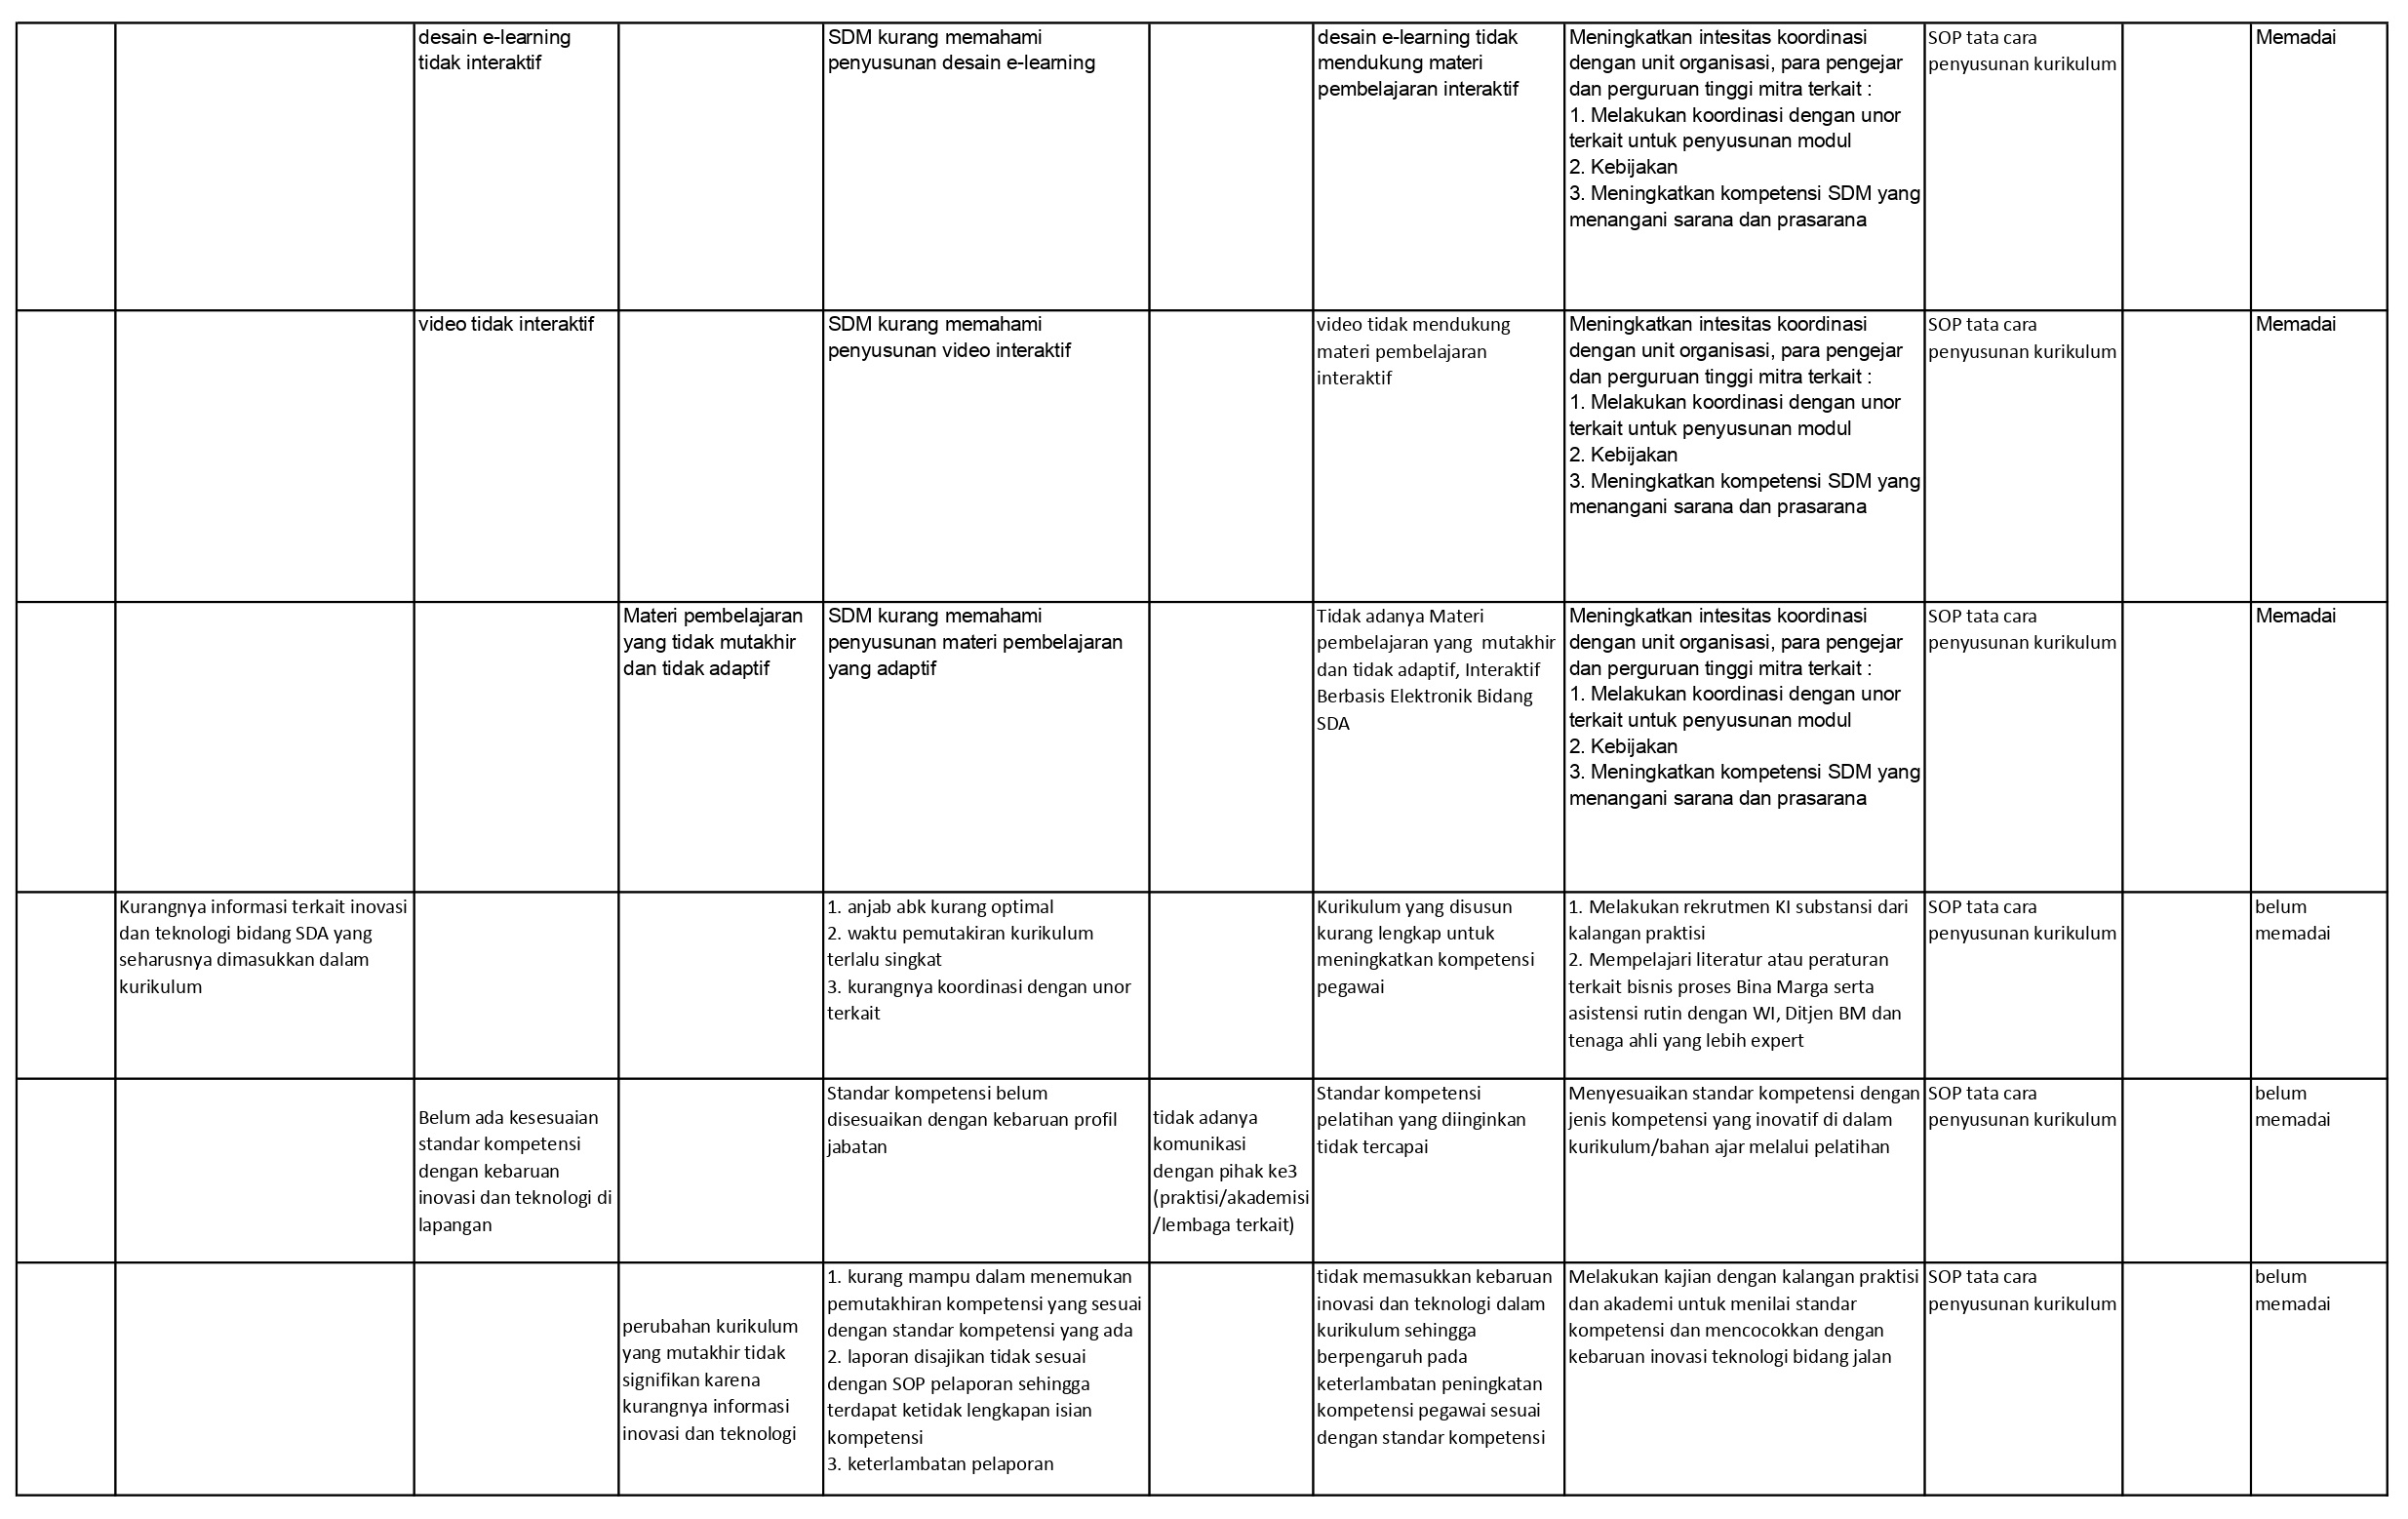 desain e-learning
tidak interaktif
SDM kurang memahami
penyusunan desain e-learning
desain e-learning tidak
mendukung materi
pembelajaran interaktif
Meningkatkan intesitas koordinasi
dengan unit organisasi, para pengejar
dan perguruan tinggi mitra terkait :
1. Melakukan koordinasi dengan unor
terkait untuk penyusunan modul
2. Kebijakan
3. Meningkatkan kompetensi SDM yang
menangani sarana dan prasarana
SOP tata cara
penyusunan kurikulum
Memadai
video tidak interaktif
SDM kurang memahami
penyusunan video interaktif
video tidak mendukung
materi pembelajaran
interaktif
Meningkatkan intesitas koordinasi
dengan unit organisasi, para pengejar
dan perguruan tinggi mitra terkait :
1. Melakukan koordinasi dengan unor
terkait untuk penyusunan modul
2. Kebijakan
3. Meningkatkan kompetensi SDM yang
menangani sarana dan prasarana
SOP tata cara
penyusunan kurikulum
Memadai
Materi pembelajaran
yang tidak mutakhir
dan tidak adaptif
SDM kurang memahami
penyusunan materi pembelajaran
yang adaptif
Tidak adanya Materi
pembelajaran yang  mutakhir
dan tidak adaptif, Interaktif
Berbasis Elektronik Bidang
SDA
Meningkatkan intesitas koordinasi
dengan unit organisasi, para pengejar
dan perguruan tinggi mitra terkait :
1. Melakukan koordinasi dengan unor
terkait untuk penyusunan modul
2. Kebijakan
3. Meningkatkan kompetensi SDM yang
menangani sarana dan prasarana
SOP tata cara
penyusunan kurikulum
Memadai
Kurangnya informasi terkait inovasi
dan teknologi bidang SDA yang
seharusnya dimasukkan dalam
kurikulum
1. anjab abk kurang optimal
2. waktu pemutakiran kurikulum
terlalu singkat
3. kurangnya koordinasi dengan unor
terkait
Kurikulum yang disusun
kurang lengkap untuk
meningkatkan kompetensi
pegawai
1. Melakukan rekrutmen KI substansi dari
kalangan praktisi
2. Mempelajari literatur atau peraturan
terkait bisnis proses Bina Marga serta
asistensi rutin dengan WI, Ditjen BM dan
tenaga ahli yang lebih expert
SOP tata cara
penyusunan kurikulum
belum
memadai
Belum ada kesesuaian
standar kompetensi
dengan kebaruan
inovasi dan teknologi di
lapangan
Standar kompetensi belum
disesuaikan dengan kebaruan profil
jabatan
tidak adanya
komunikasi
dengan pihak ke3
(praktisi/akademisi
/lembaga terkait)
Standar kompetensi
pelatihan yang diinginkan
tidak tercapai
Menyesuaikan standar kompetensi dengan
jenis kompetensi yang inovatif di dalam
kurikulum/bahan ajar melalui pelatihan
SOP tata cara
penyusunan kurikulum
belum
memadai
perubahan kurikulum
yang mutakhir tidak
signifikan karena
kurangnya informasi
inovasi dan teknologi
1. kurang mampu dalam menemukan
pemutakhiran kompetensi yang sesuai
dengan standar kompetensi yang ada
2. laporan disajikan tidak sesuai
dengan SOP pelaporan sehingga
terdapat ketidak lengkapan isian
kompetensi
3. keterlambatan pelaporan
tidak memasukkan kebaruan
inovasi dan teknologi dalam
kurikulum sehingga
berpengaruh pada
keterlambatan peningkatan
kompetensi pegawai sesuai
dengan standar kompetensi
Melakukan kajian dengan kalangan praktisi
dan akademi untuk menilai standar
kompetensi dan mencocokkan dengan
kebaruan inovasi teknologi bidang jalan
SOP tata cara
penyusunan kurikulum
belum
memadai